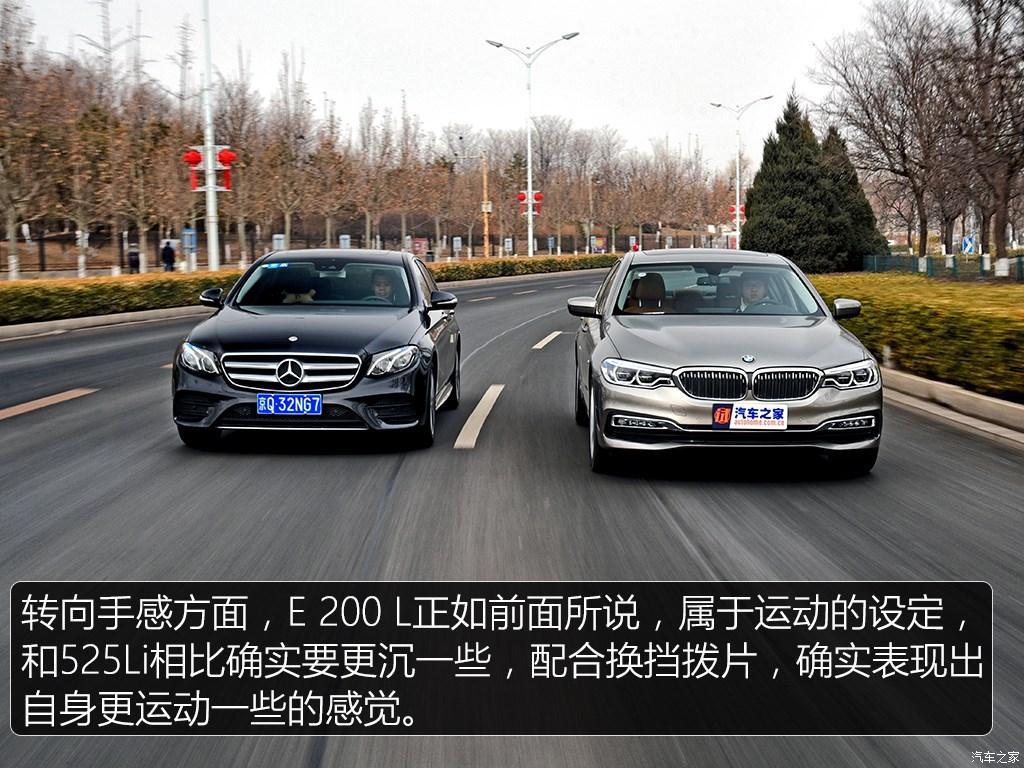 京Q·32NG7
汽车之家
autohome.com.cn
转向手感方面，E 200 L正如前面所说，属于运动的设定，
和525Li相比确实要更沉一些，配合换挡拨片，确实表现出
自身更运动一些的感觉。
汽车之家